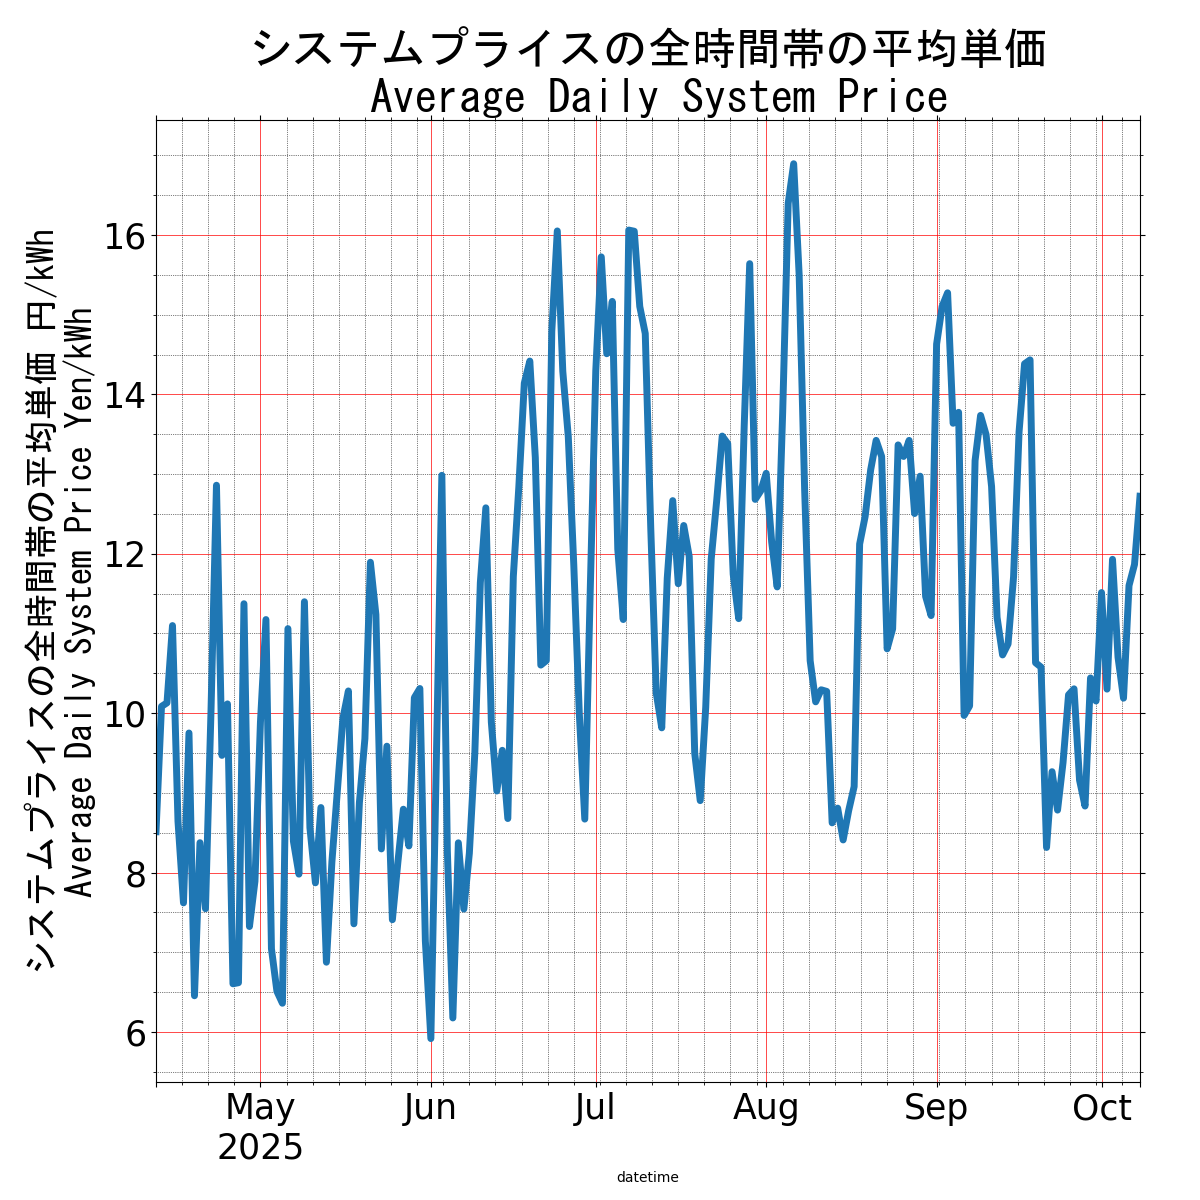 システムプライスの全時間帯の平均単価
Average Daily System Price
システムプライスの全時間帯の平均単価 円/kWh
Average Daily System Price Yen/kWh
16
14
12
10
8
6
May
2025
Jun
Jul
Aug
Sep
Oct
datetime